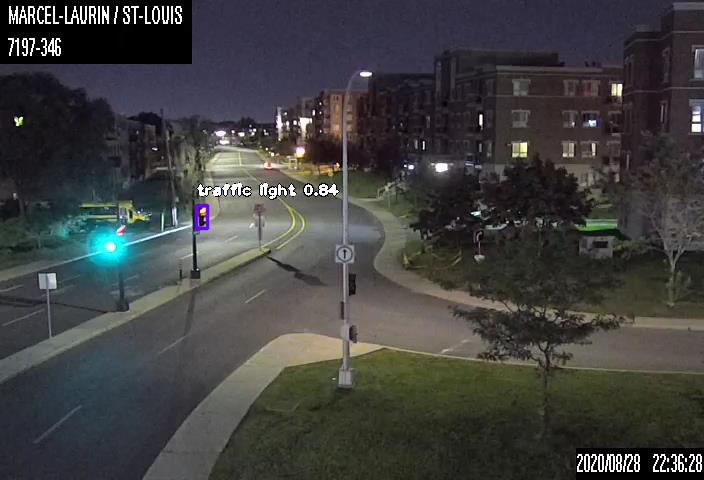 MARCEL-LAURIN / ST-LOUIS
7197-346
traffic light 0.84
2020/08/28 22:36:28